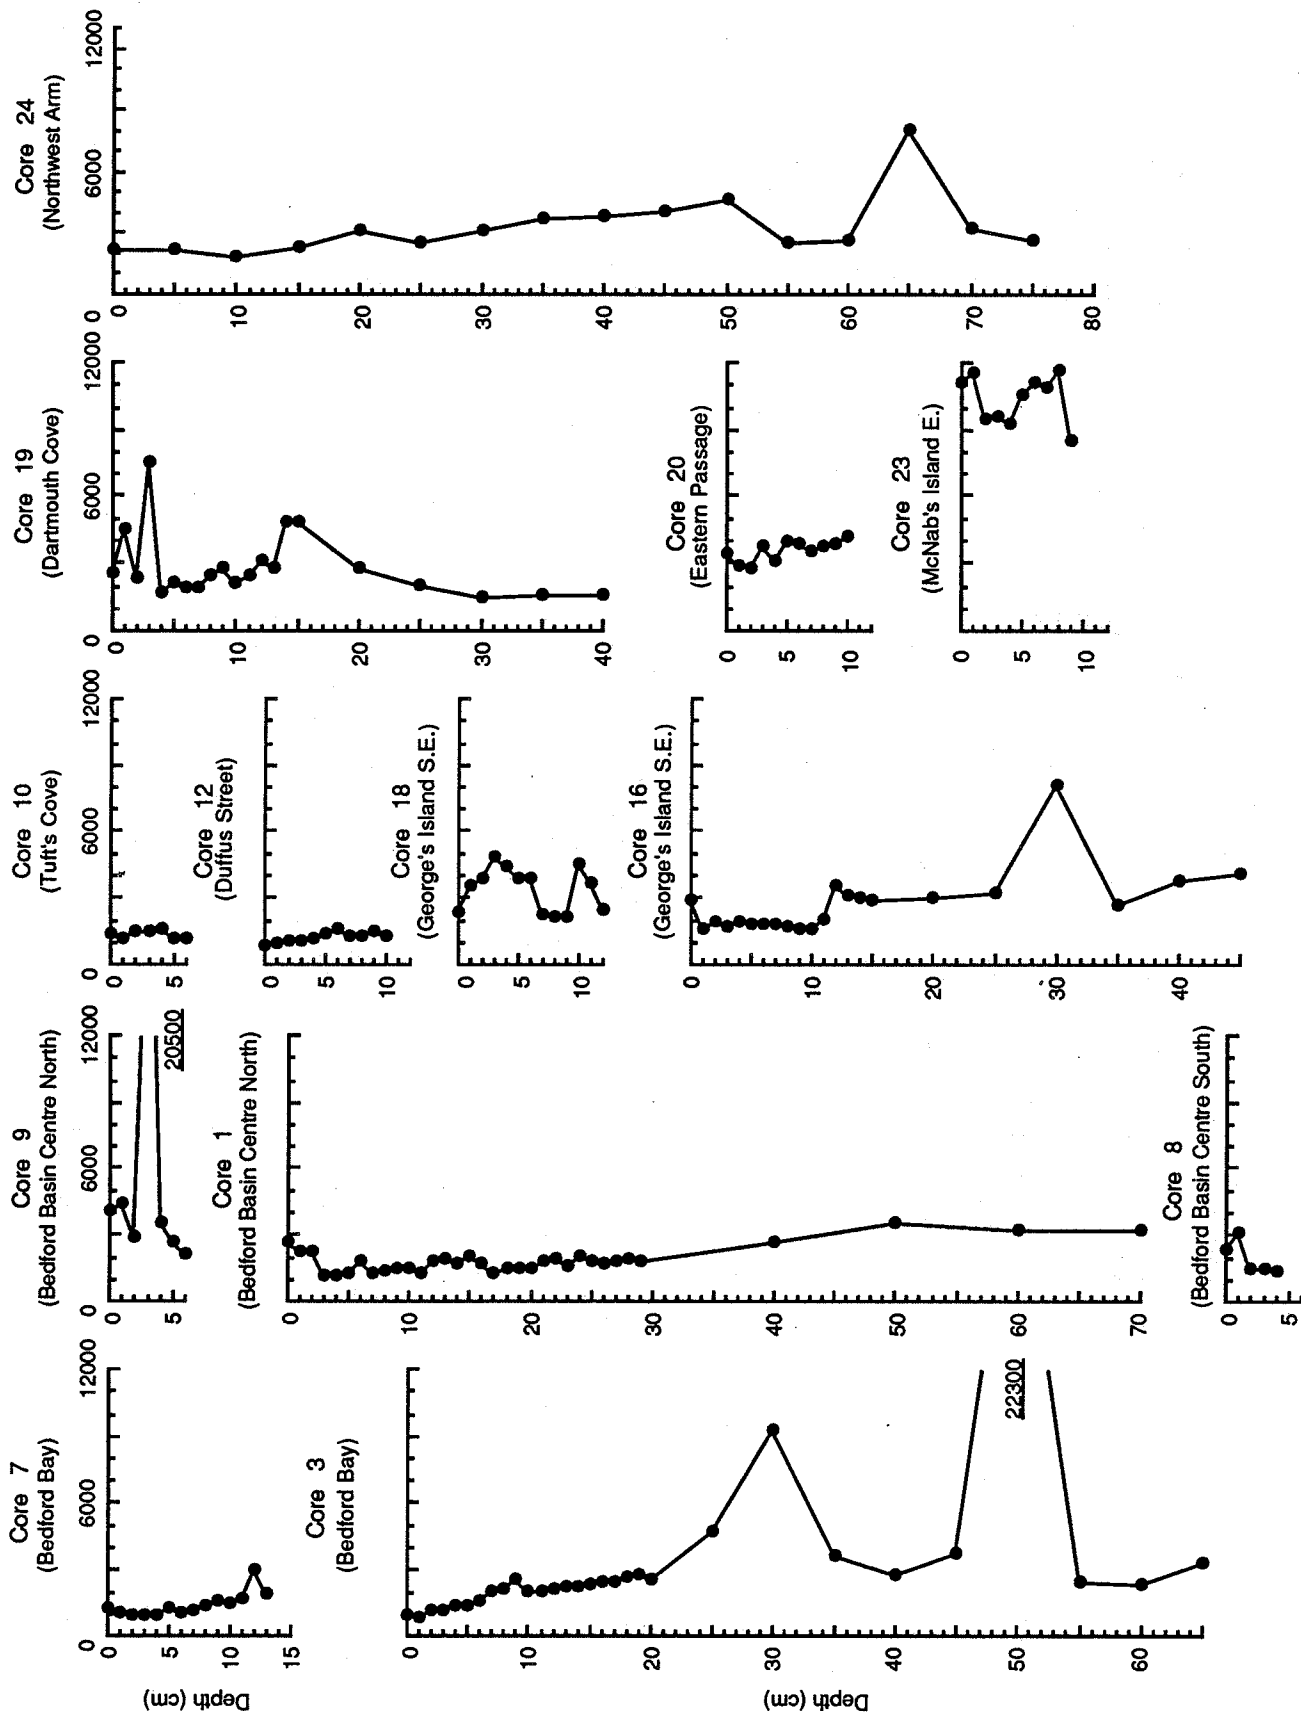 Core 7
(Bedford Bay)
0 6000 12000
0
5
10
15
Depth (cm)
Core 3
(Bedford Bay)
0
10
20
30
40
50
60
22300
Depth (cm)
Core 9
(Bedford Basin Centre North)
0 6000 12000
0
5
20500
Core 1
(Bedford Basin Centre North)
0
10
20
30
40
50
60
70
Core 8
(Bedford Basin Centre South)
0
5
Core 10
(Tuft's Cove)
0 6000 12000
0
5
Core 12
(Duffus Street)
0
5
10
Core 18
(George's Island S.E.)
0
5
10
Core 16
(George's Island S.E.)
0
10
20
30
40
Core 19
(Dartmouth Cove)
0 6000 12000
0
10
20
30
40
Core 20
(Eastern Passage)
0
5
10
Core 23
(McNab's Island E.)
0
5
10
Core 24
(Northwest Arm)
0 6000 12000
0
10
20
30
40
50
60
70
80